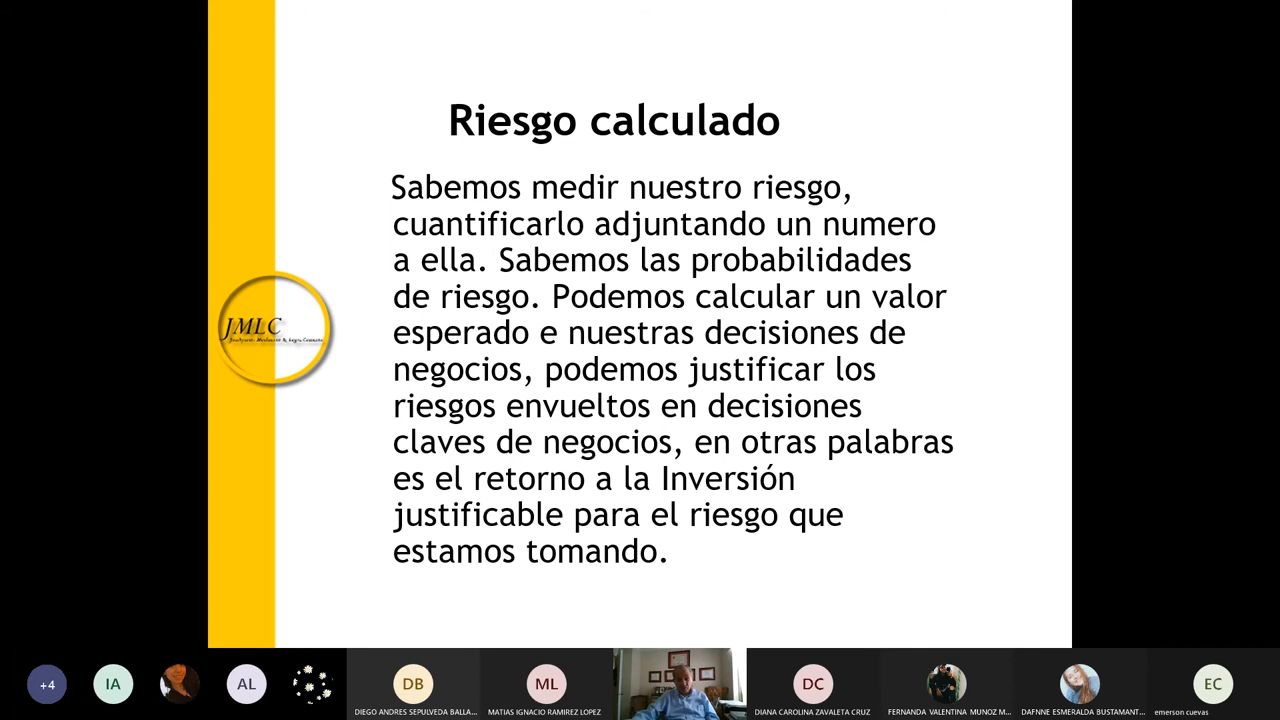 Riesgo calculado
Sabemos medir nuestro riesgo,
cuantificarlo adjuntando un numero
a ella. Sabemos las probabilidades
de riesgo. Podemos calcular un valor
esperado e nuestras decisiones de
negocios, podemos justificar los
riesgos envueltos en decisiones
claves de negocios, en otras palabras
es el retorno a la Inversión
justificable para el riesgo que
estamos tomando.
JMLC
+4
IA
AL
DB
ML
DC
EC
DIEGO ANDRES SEPULVEDA BALLA...
MATIAS IGNACIO RAMIREZ LOPEZ
DIANA CAROLINA ZAVALETA CRUZ
FERNANDA VALENTINA MUNOZ M...
DAFNNE ESMERALDA BUSTAMANT...
emerson cuevas